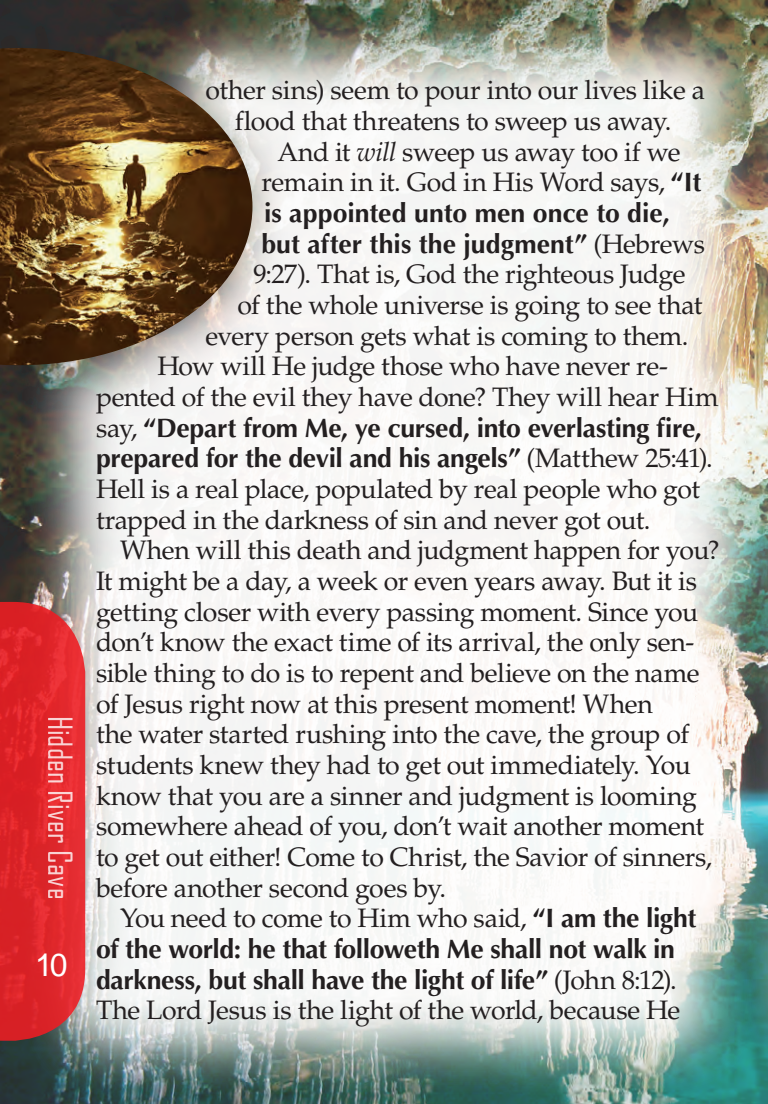 other sins) seem to pour into our lives like a
flood that threatens to sweep us away.
And it will sweep us away too if we
remain in it. God in His Word says, “It
is appointed unto men once to die,
but after this the judgment” (Hebrews
9:27). That is, God the righteous Judge
of the whole universe is going to see that
every person gets what is coming to them.
How will He judge those who have never re-
pented of the evil they have done? They will hear Him
say, “Depart from Me, ye cursed, into everlasting fire,
prepared for the devil and his angels” (Matthew 25:41).
Hell is a real place, populated by real people who got
trapped in the darkness of sin and never got out.
When will this death and judgment happen for you?
It might be a day, a week or even years away. But it is
getting closer with every passing moment. Since you
don’t know the exact time of its arrival, the only sen-
sible thing to do is to repent and believe on the name
of Jesus right now at this present moment! When
the water started rushing into the cave, the group of
students knew they had to get out immediately. You
know that you are a sinner and judgment is looming
somewhere ahead of you, don’t wait another moment
to get out either! Come to Christ, the Savior of sinners,
before another second goes by.
You need to come to Him who said, “I am the light
of the world: he that followeth Me shall not walk in
darkness, but shall have the light of life” (John 8:12).
The Lord Jesus is the light of the world, because He
Hidden River Cave
10